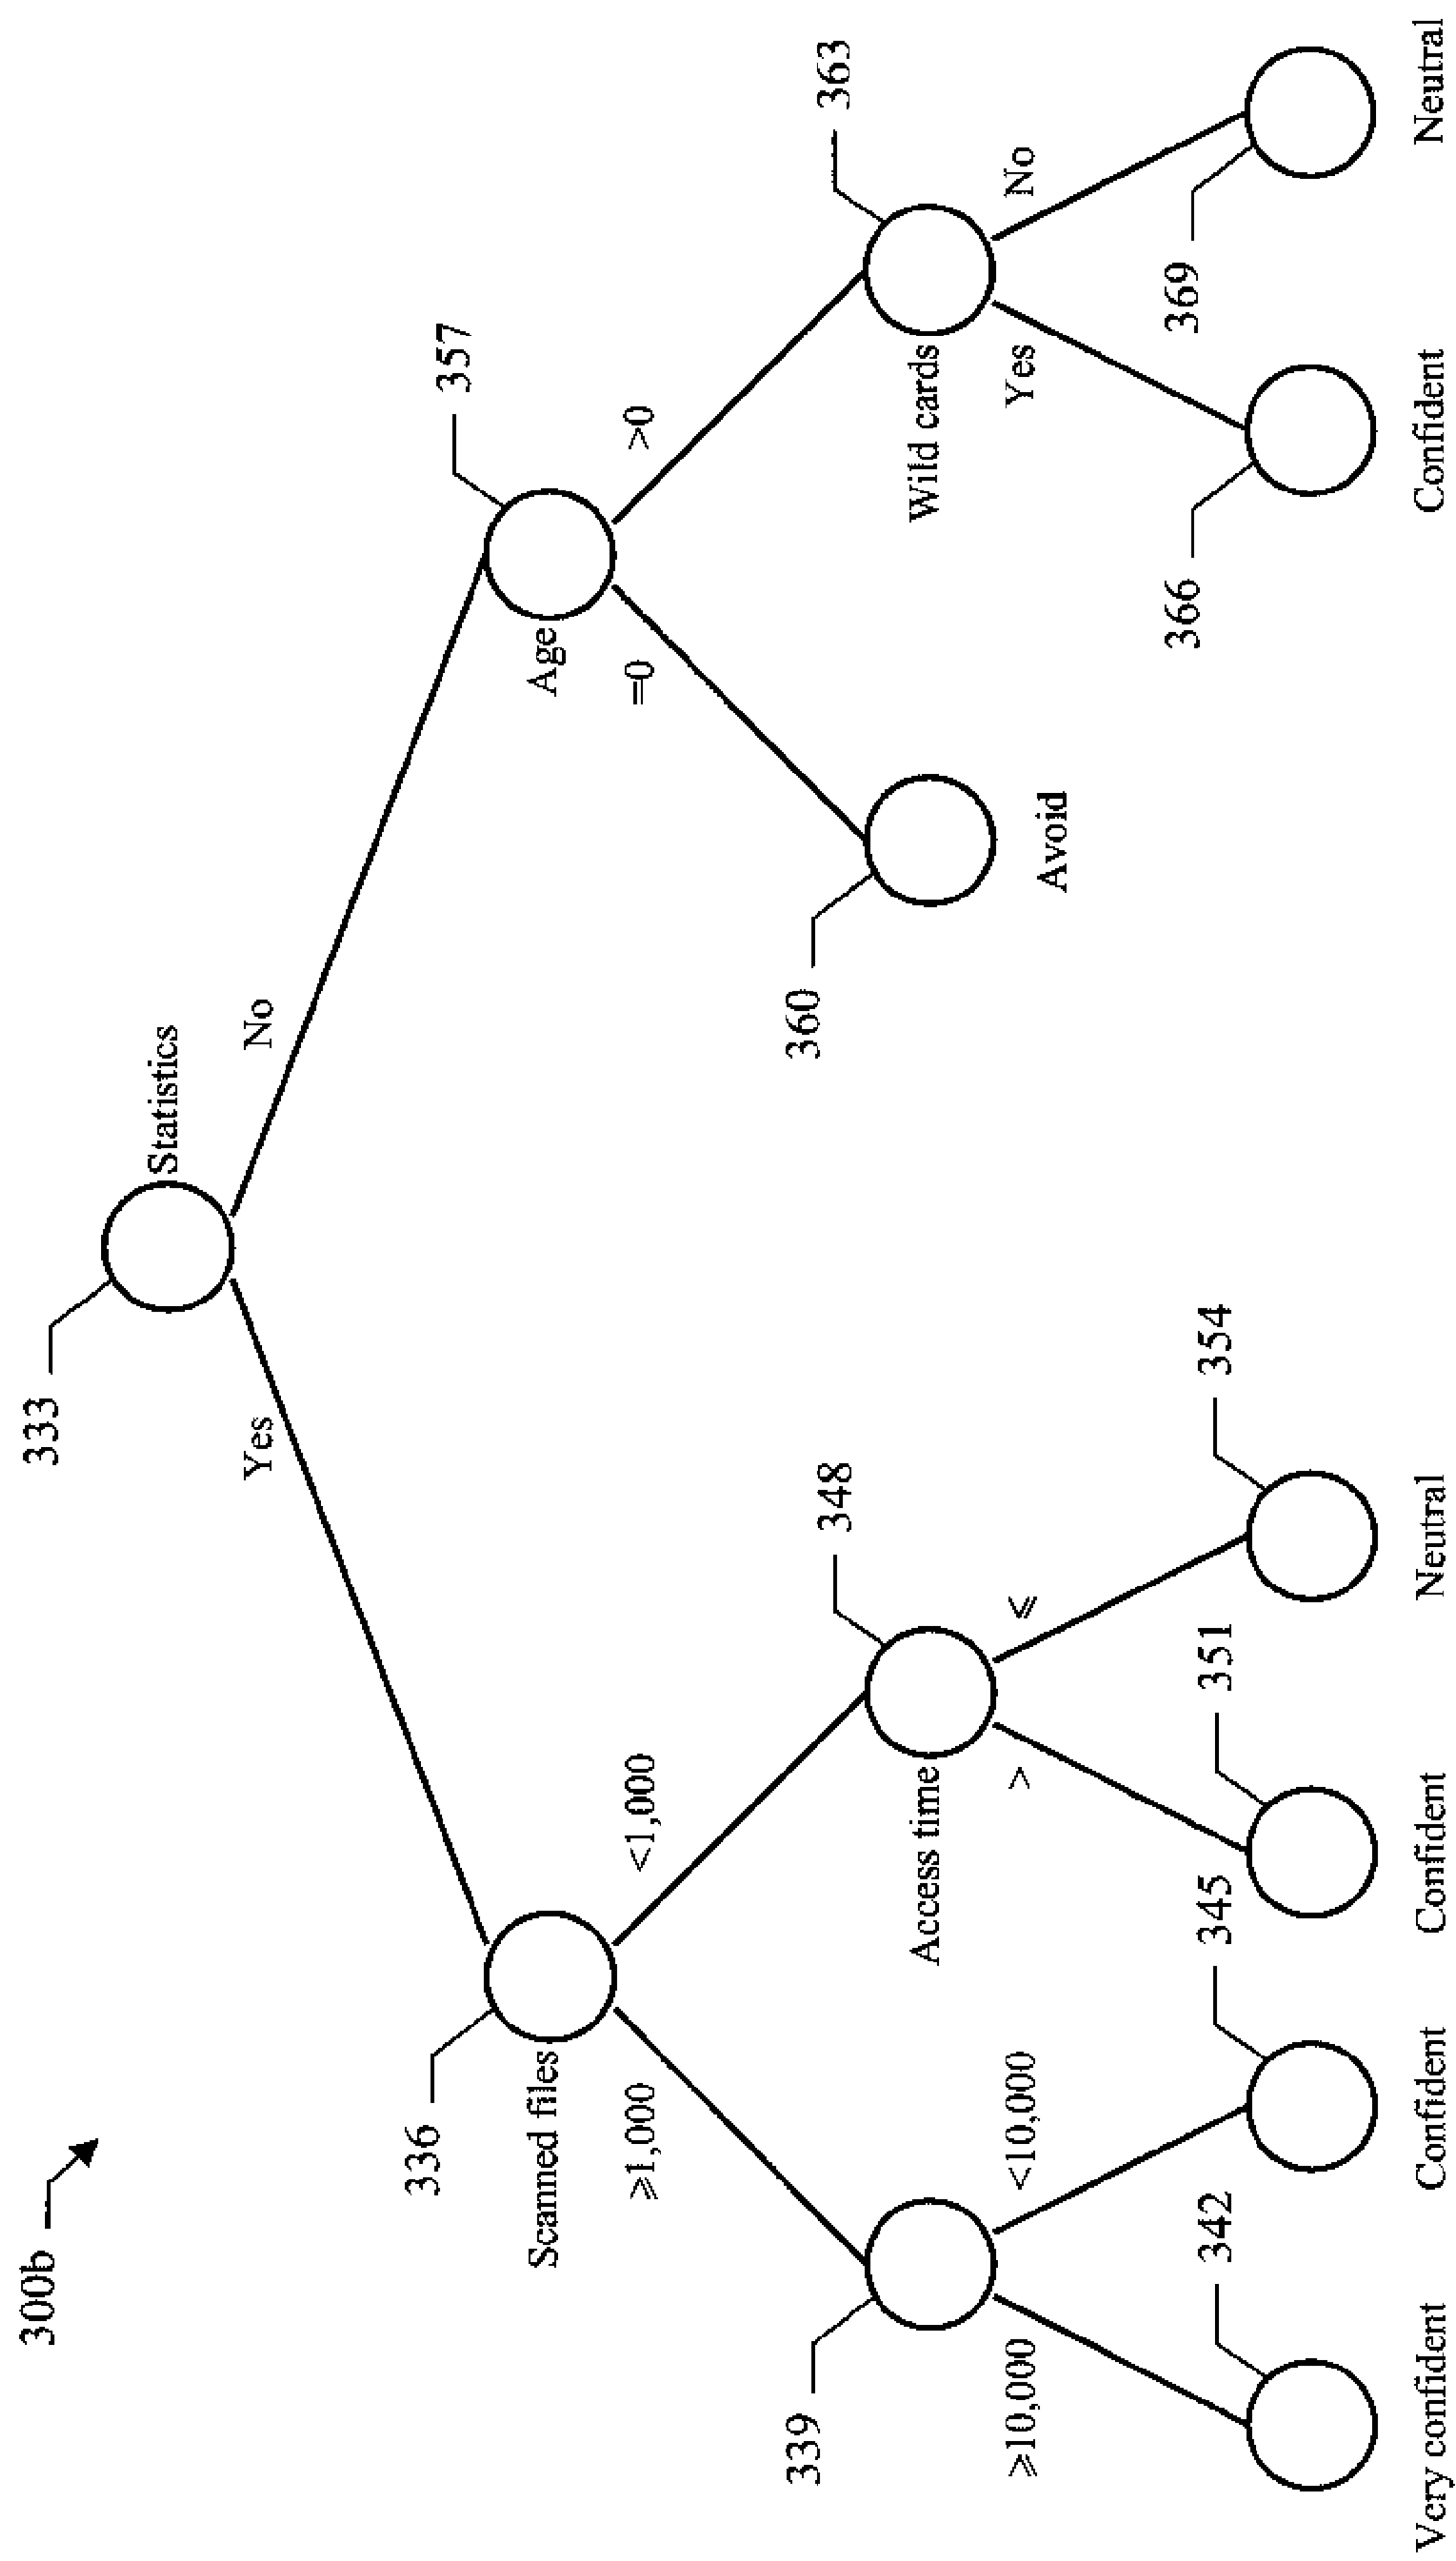 300b
333
Statistics
Yes
No
336
Scanned files
≥1,000
<1,000
357
Age
=0
>0
339
≥10,000
<10,000
348
Access time
>
≤
360
Avoid
363
Wild cards
Yes
No
342
345
351
354
366
369
Very confident
Confident
Confident
Neutral
Confident
Neutral